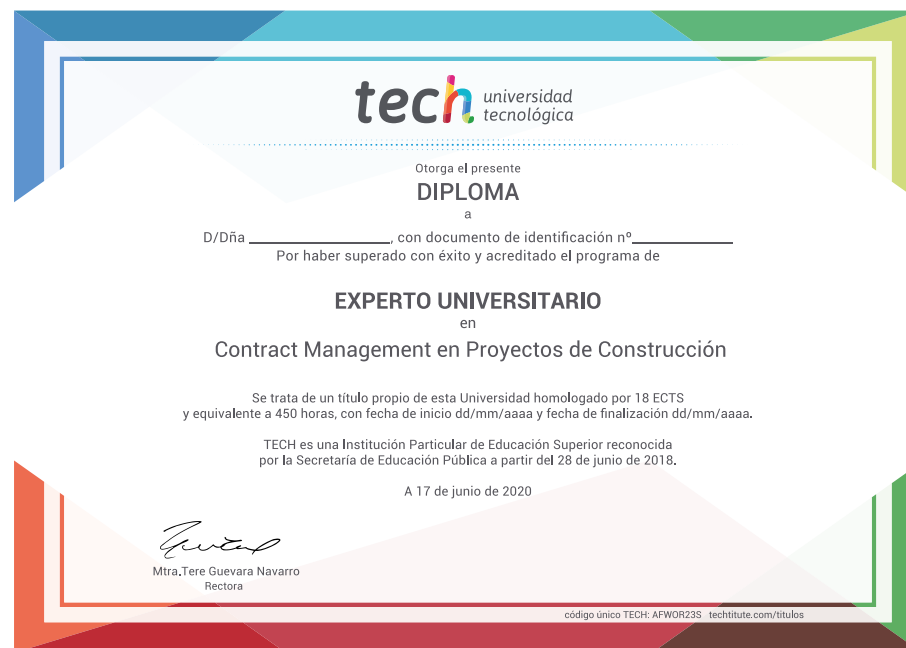 tech universidad
tecnológica
Otorga el presente
DIPLOMA
a
D/Dña ____________________, con documento de identificación nº______________
Por haber superado con éxito y acreditado el programa de
EXPERTO UNIVERSITARIO
en
Contract Management en Proyectos de Construcción
Se trata de un título propio de esta Universidad homologado por 18 ECTS
y equivalente a 450 horas, con fecha de inicio dd/mm/aaaa y fecha de finalización dd/mm/aaaa.
TECH es una Institución Particular de Educación Superior reconocida
por la Secretaría de Educación Pública a partir del 28 de junio de 2018.
A 17 de junio de 2020
Mtra.Tere Guevara Navarro
Rectora
código único TECH: AFWOR23S techtitute.com/titulos